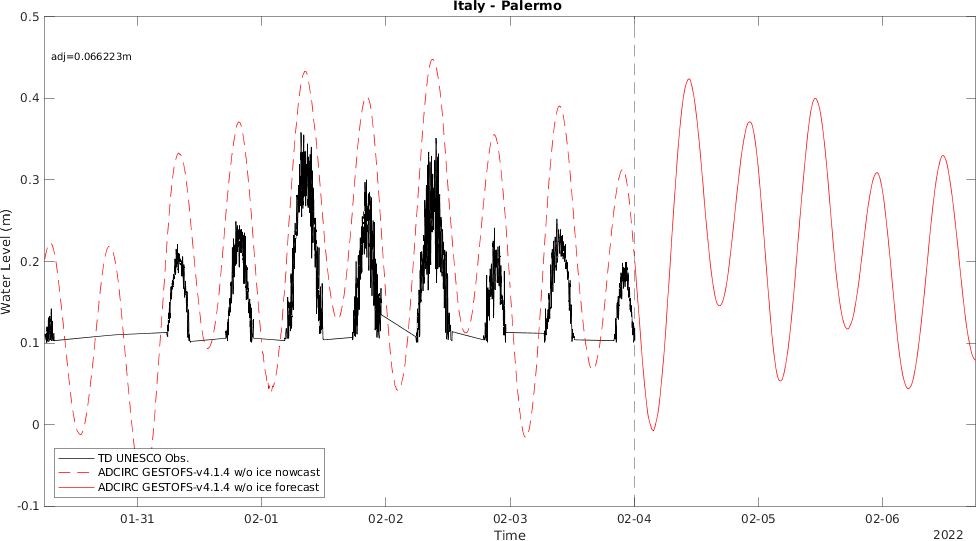 Italy - Palermo
adj=0.066223m
0.5
0.4
0.3
0.2
0.1
0
-0.1
Water Level (m)
TD UNESCO Obs.
ADCIRC GESTOFS-v4.1.4 w/o ice nowcast
ADCIRC GESTOFS-v4.1.4 w/o ice forecast
01-31
02-01
02-02
02-03
02-04
02-05
02-06
Time
2022